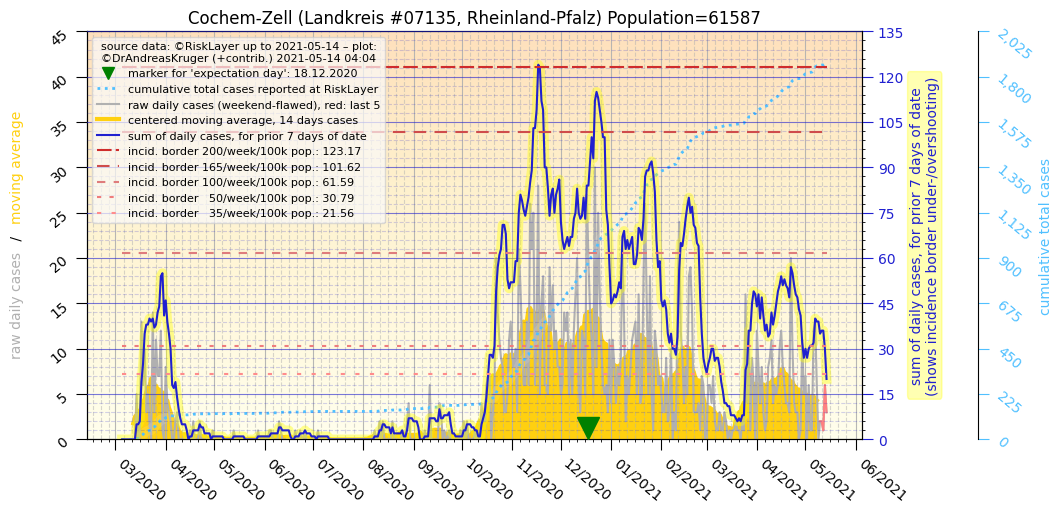 Cochem-Zell (Landkreis #07135, Rheinland-Pfalz) Population=61587
source data: ©RiskLayer up to 2021-05-14 – plot:
©DrAndreasKruger (+contrib.) 2021-05-14 04:04
marker for 'expectation day': 18.12.2020
cumulative total cases reported at RiskLayer
raw daily cases (weekend-flawed), red: last 5
centered moving average, 14 days cases
sum of daily cases, for prior 7 days of date
incid. border 200/week/100k pop.: 123.17
incid. border 165/week/100k pop.: 101.62
incid. border 100/week/100k pop.: 61.59
incid. border   50/week/100k pop.: 30.79
incid. border   35/week/100k pop.: 21.56
raw daily cases / moving average
45
40
35
30
25
20
15
10
5
0
03/2020
04/2020
05/2020
06/2020
07/2020
08/2020
09/2020
10/2020
11/2020
12/2020
01/2021
02/2021
03/2021
04/2021
05/2021
06/2021
135
120
105
90
75
60
45
30
15
0
sum of daily cases, for prior 7 days of date
(shows incidence border under-/overshooting)
2,025
1,800
1,575
1,350
1,125
900
675
450
225
0
cumulative total cases